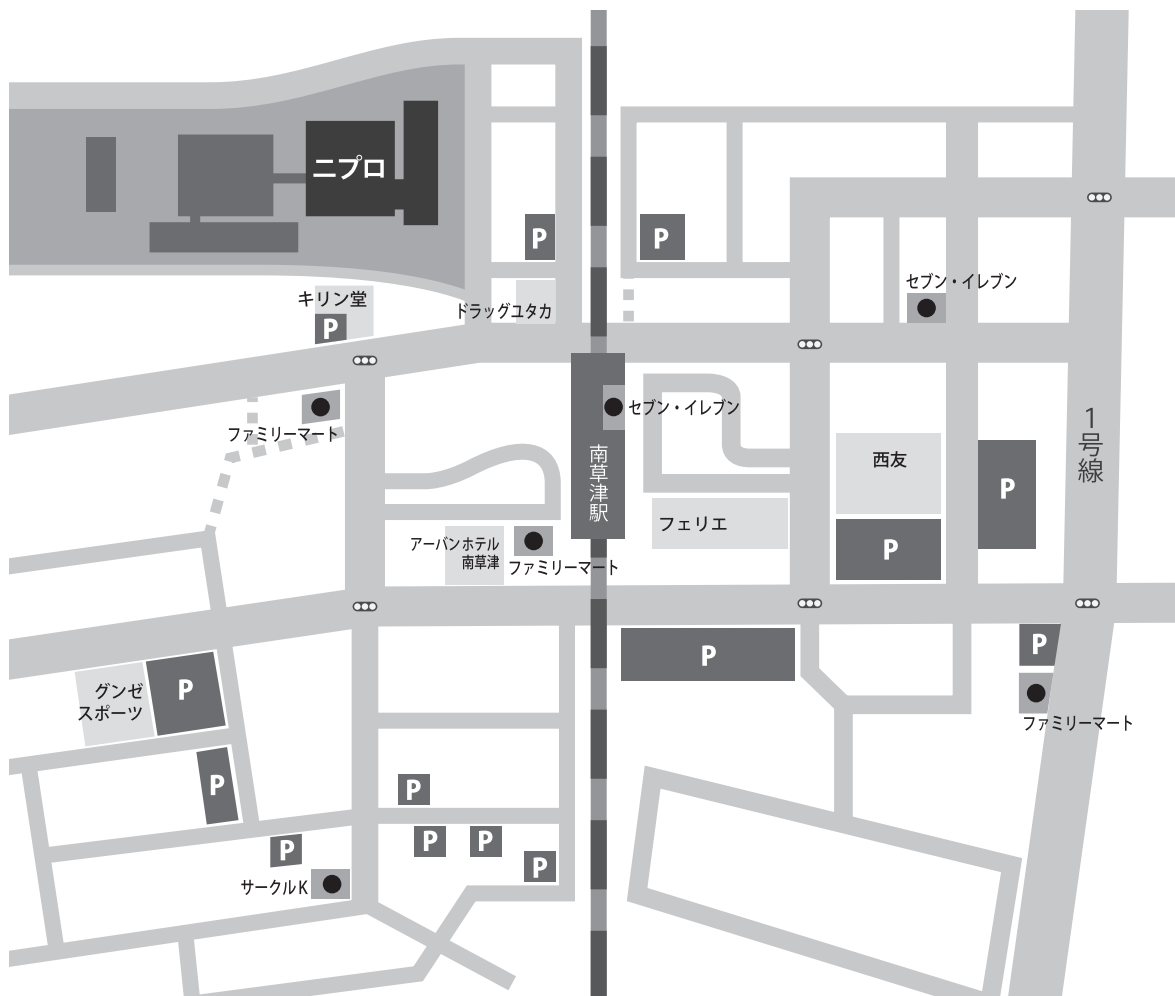 ニプロ
P
P
セブン・イレブン
キリン堂
P
ドラッグユタカ
ファミリーマート
セブン・イレブン
南草津駅
1号線
西友
P
P
フェリエ
アーバンホテル
南草津
ファミリーマート
P
P
ファミリーマート
グンゼ
スポーツ
P
P
P
P
P
P
P
サークルK